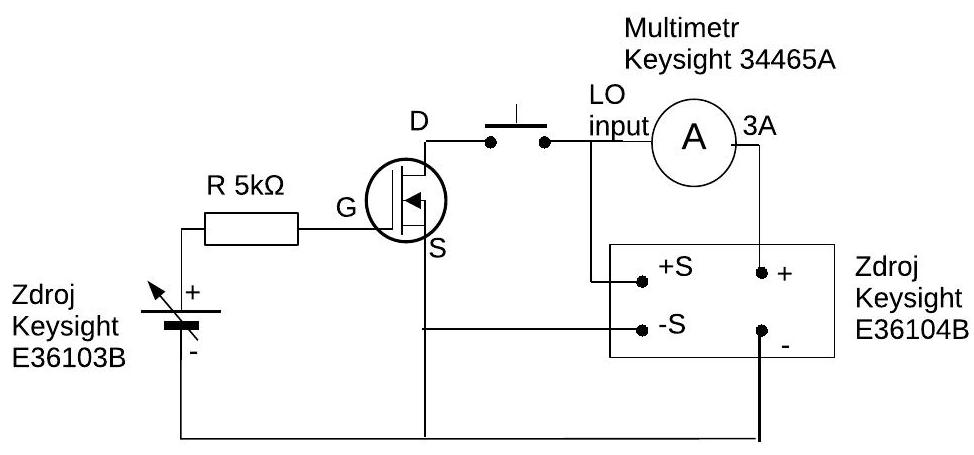 Multimetr
Keysight 34465A
LO
input
3A
A
D
R 5kΩ
G
S
Zdroj
Keysight
E36103B
+
-
+S
-S
+
-
Zdroj
Keysight
E36104B